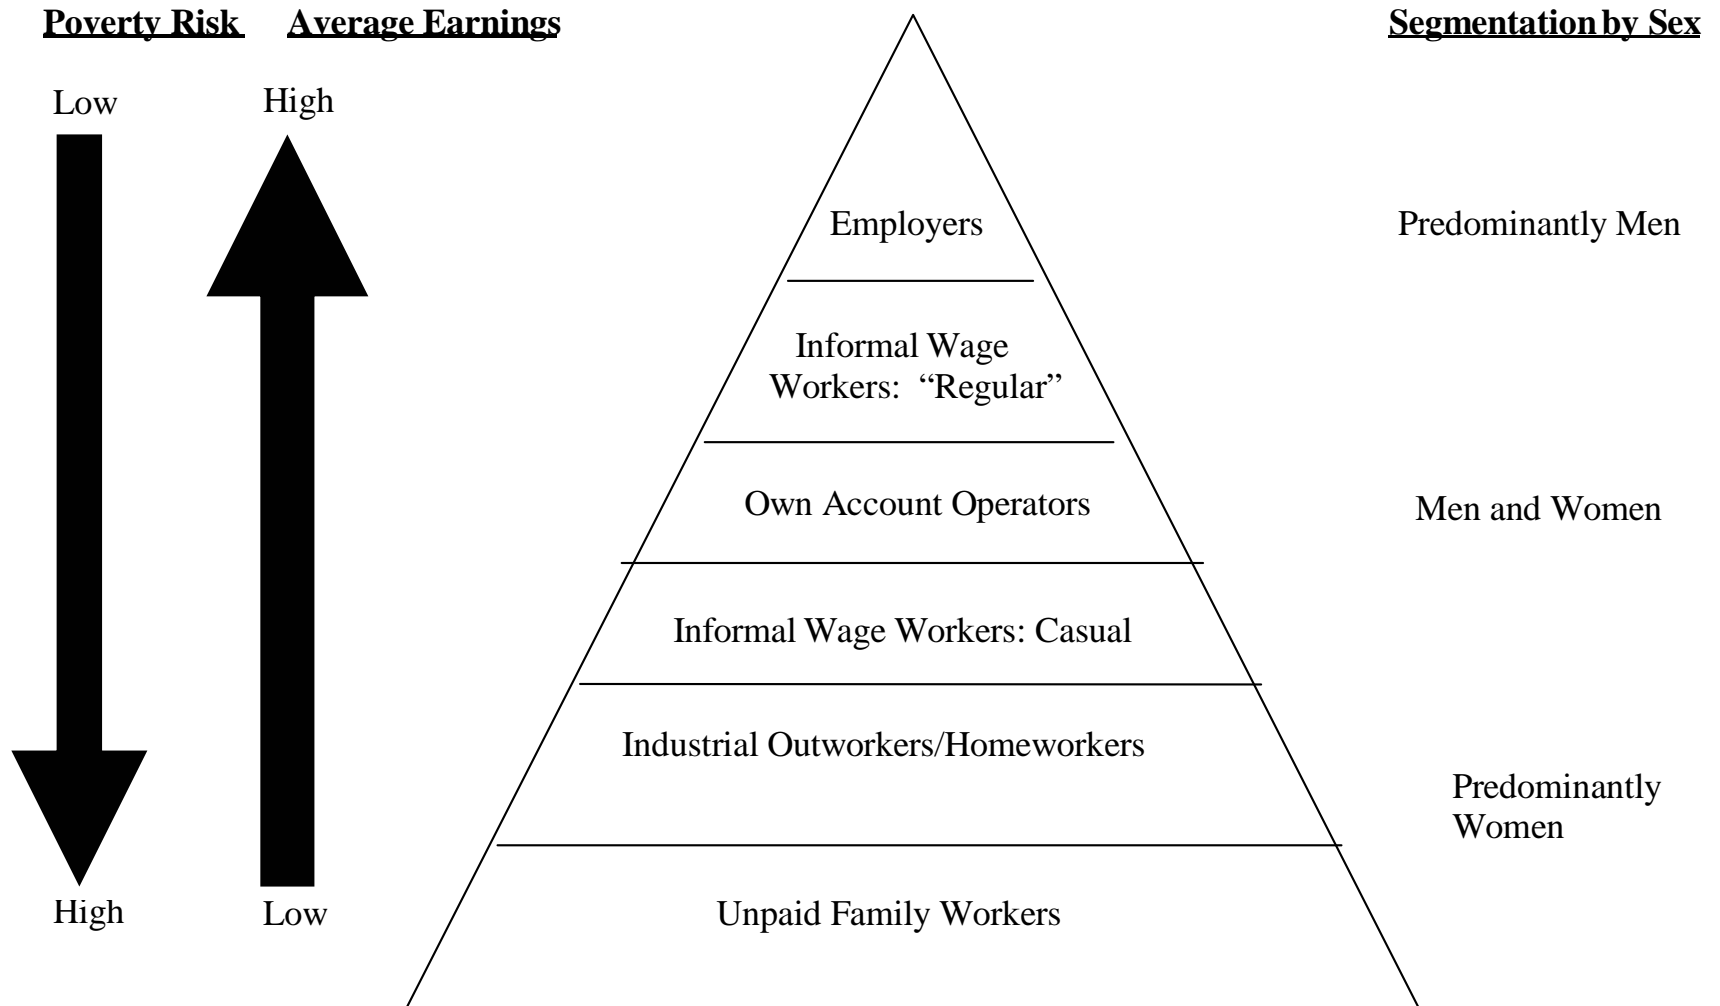 Poverty Risk Average Earnings Segmentation by Sex
Low High
Employers Predominantly Men
Informal Wage
Workers: “Regular”
Own Account Operators Men and Women
Informal Wage Workers: Casual
Industrial Outworkers/Homeworkers
Predominantly
Women
High Low Unpaid Family Workers